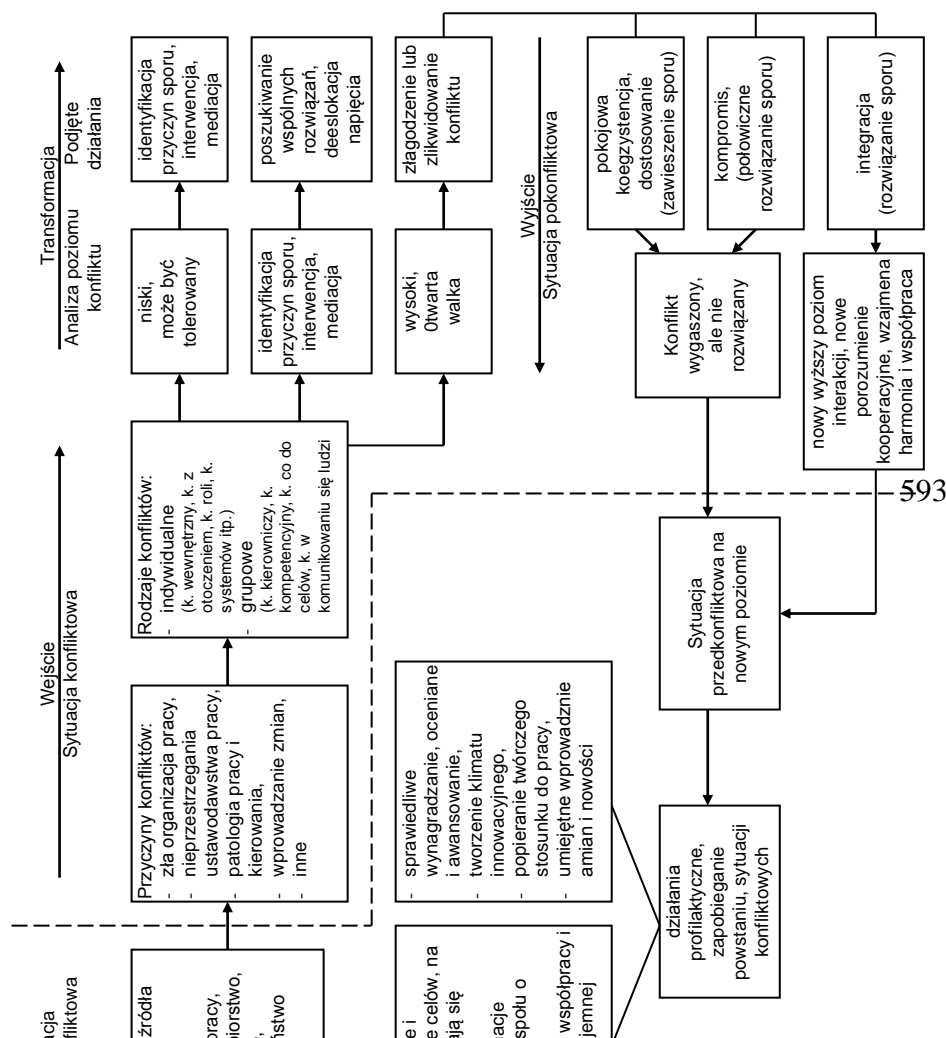 Wejście
Sytuacja konfliktowa
Transformacja
Analiza poziomu
konfliktu
Podjęte
działania
źródła
pracy,
Przyczyny konfliktów:
- zła organizacja pracy,
- nieprzestrzegania
ustawodawstwa pracy,
- patologia pracy i
kierowania,
- wprowadzanie zmian,
- inne
Rodzaje konfliktów:
- indywidualne
(k. wewnętrzny, k. z
otoczeniem, k. roli, k.
systemów itp.)
- grupowe
(k. kierowniczy, k.
kompetencyjny, k. co do
celów, k. w
komunikowaniu się ludzi
niski,
może być
tolerowany
identyfikacja
przyczyn sporu,
interwencja,
mediacja
identyfikacja
przyczyn sporu,
interwencja,
mediacja
poszukiwanie
wspólnych
rozwiązań,
deeslokacja
napięcia
wysoki,
0twarta
walka
złagodzenie lub
zlikwidowanie
konfliktu
Wyjście
Sytuacja pokonfliktowa
e i
e celów, na
ają się
nacje
społu o
współpracy i
jemnej
- sprawiedliwe
wynagradzanie, oceniane
i awansowanie,
- tworzenie klimatu
innowacyjnego,
- popieranie twórczego
stosunku do pracy,
- umiejętne wprowadznie
amian i nowości
pokojowa
koegzystencja,
dostosowanie
(zawieszenie sporu)
kompromis,
(połowiczne
rozwiązanie sporu)
integracja
(rozwiązanie sporu)
Konflikt
wygaszony,
ale nie
rozwiązany
nowy wyższy poziom
interakcji, nowe
porozumienie
kooperacyjne, wzajmena
harmonia i współpraca
Sytuacja
przedkonfliktowa na
nowym poziomie
działania
profilaktyczne,
zapobieganie
powstaniu, sytuacji
konfliktowych
593